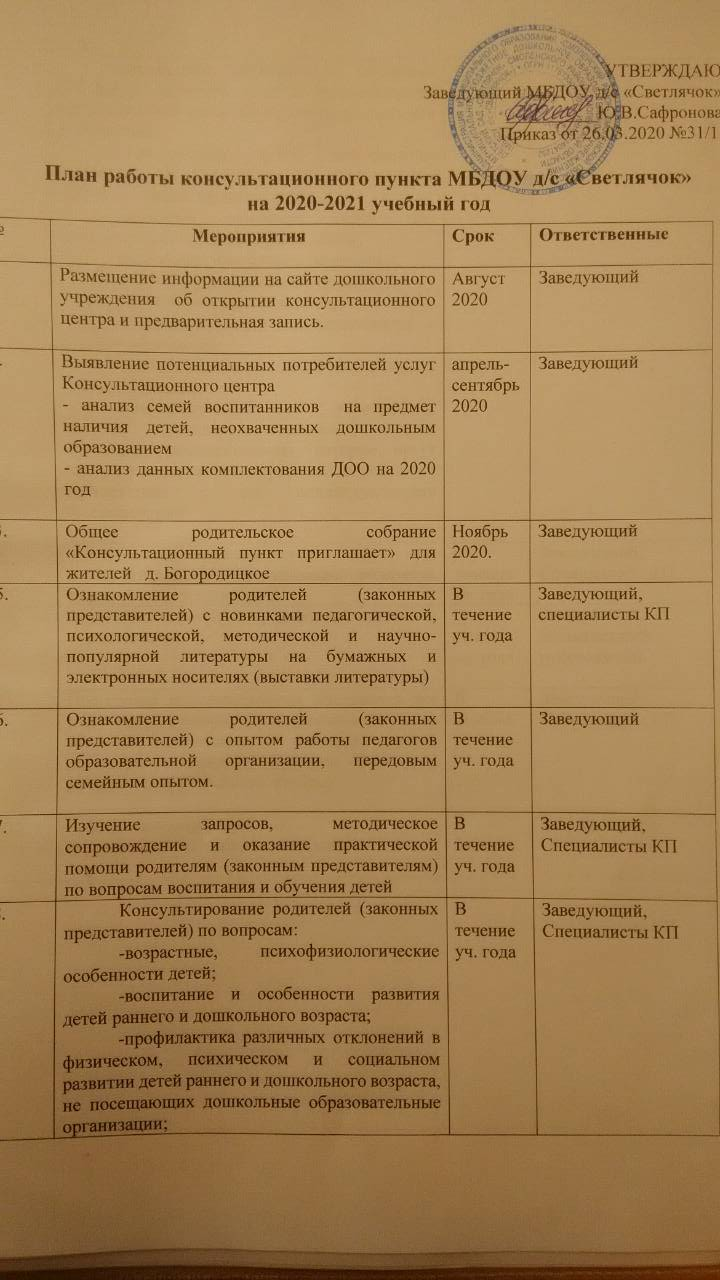 УТВЕРЖДАЮ
Заведующий МБДОУ д/с «Светлячок»
Ю.В.Сафронова
Приказ от 26.03.2020 №31/1
План работы консультационного пункта МБДОУ д/с «Светлячок»
на 2020-2021 учебный год
№ Мероприятия Срок Ответственные
Размещение информации на сайте дошкольного Август Заведующий
учреждения об открытии консультационного 2020
центра и предварительная запись.
Выявление потенциальных потребителей услуг апрель- Заведующий
Консультационного центра сентябрь
- анализ семей воспитанников на предмет 2020
наличия детей, неохваченных дошкольным
образованием
- анализ данных комплектования ДОО на 2020
год
Общее родительское собрание Ноябрь Заведующий
«Консультационный пункт приглашает» для 2020.
жителей д. Богородицкое
5. Ознакомление родителей (законных В Заведующий,
представителей) с новинками педагогической, течение специалисты КП
психологической, методической и научно- уч. года
популярной литературы на бумажных и
электронных носителях (выставки литературы)
6. Ознакомление родителей (законных В Заведующий
представителей) с опытом работы педагогов течение
образовательной организации, передовым уч. года
семейным опытом.
7. Изучение запросов, методическое В Заведующий,
сопровождение и оказание практической течение Специалисты КП
помощи родителям (законным представителям) уч. года
по вопросам воспитания и обучения детей
Консультирование родителей (законных В Заведующий,
представителей) по вопросам: течение Специалисты КП
-возрастные, психофизиологические уч. года
особенности детей;
-воспитание и особенности развития
детей раннего и дошкольного возраста;
-профилактика различных отклонений в
физическом, психическом и социальном
развитии детей раннего и дошкольного возраста,
не посещающих дошкольные образовательные
организации;